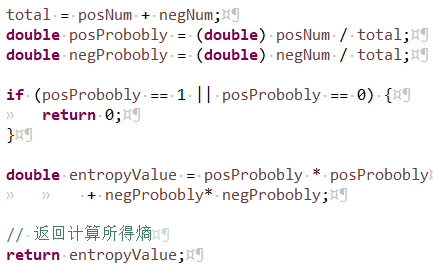 total = posNum + negNum;
double posProbobly = (double) posNum / total;
double negProbobly = (double) negNum / total;
if (posProbobly == 1 || posProbobly == 0) {
return 0;
}
double entropyValue = posProbobly * posProbobly
+ negProbobly* negProbobly;
// 返回计算所得熵
return entropyValue;